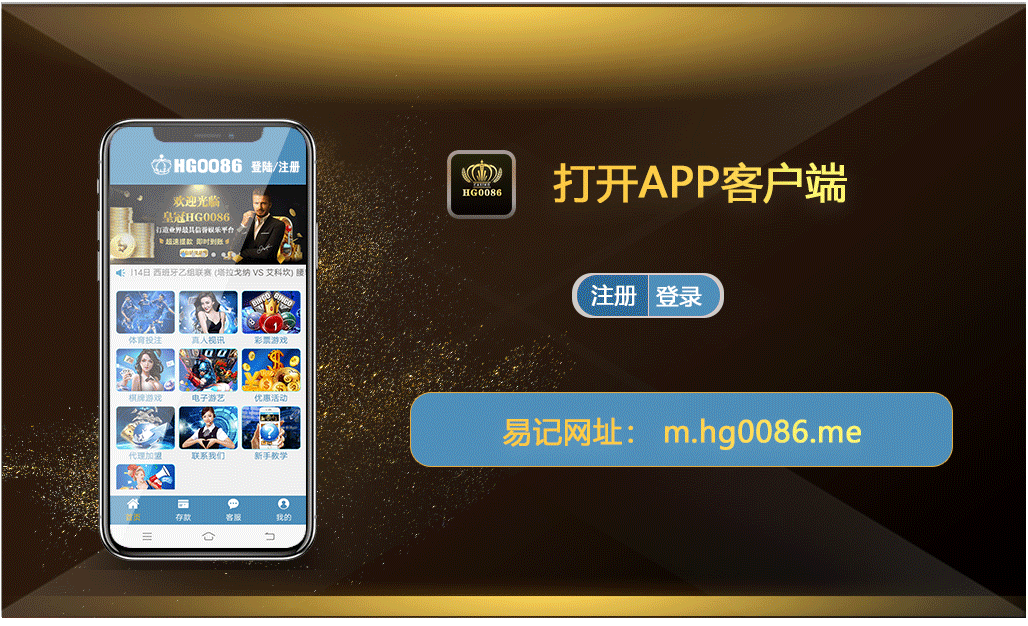 HG0086 登陆/注册
欢迎光临
皇冠HG0086
打造业界最具信誉娱乐平台
超速提款 即时到账
14日 西班牙乙组联赛 (塔拉戈纳 VS 艾科坎)
体育投注 真人视讯 彩票游戏
棋牌游戏 电子游艺 优惠活动
代理加盟 联系我们 新手教学
首页 存款 客服 我的
HG0086
打开APP客户端
注册 登录
易记网址： m.hg0086.me